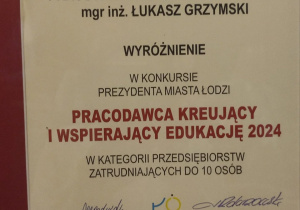 mgr inż. ŁUKASZ GRZYMSKI
WYRÓŻNIENIE
W KONKURSIE
PREZYDENTA MIASTA ŁODZI
PRACODAWCA KREUJĄCY
I WSPIERAJĄCY EDUKACJĘ 2024
W KATEGORII PRZEDSIĘBIORSTW
ZATRUDNIAJĄCYCH DO 10 OSÓB